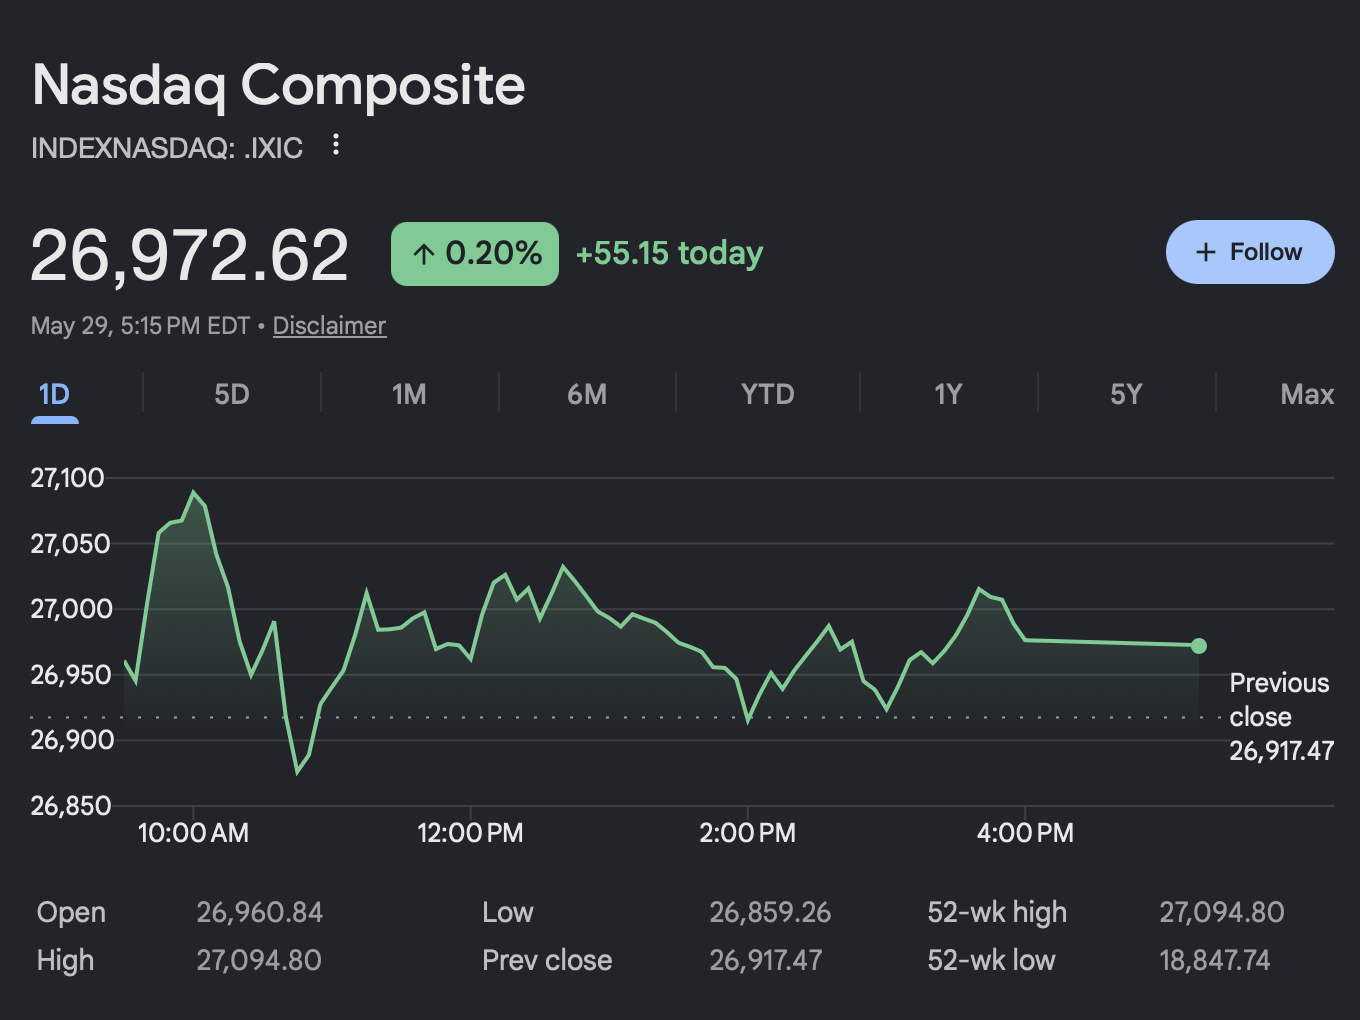 Nasdaq Composite
INDEXNASDAQ: .IXIC
26,972.62 ↑ 0.20% +55.15 today
+ Follow
May 29, 5:15 PM EDT • Disclaimer
1D 5D 1M 6M YTD 1Y 5Y Max
27,100
27,050
27,000
26,950
26,900
26,850
Previous
close
26,917.47
10:00 AM 12:00 PM 2:00 PM 4:00 PM
Open 26,960.84 Low 26,859.26 52-wk high 27,094.80
High 27,094.80 Prev close 26,917.47 52-wk low 18,847.74